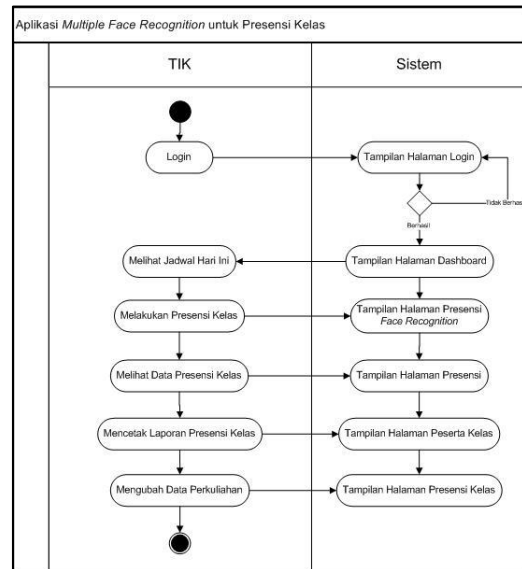 Aplikasi Multiple Face Recognition untuk Presensi Kelas
TIK
Sistem
Login
Tampilan Halaman Login
Tidak Berhas
Berhasil
Melihat Jadwal Hari Ini
Tampilan Halaman Dashboard
Melakukan Presensi Kelas
Tampilan Halaman Presensi
Face Recognition
Melihat Data Presensi Kelas
Tampilan Halaman Presensi
Mencetak Laporan Presensi Kelas
Tampilan Halaman Peserta Kelas
Mengubah Data Perkuliahan
Tampilan Halaman Presensi Kelas